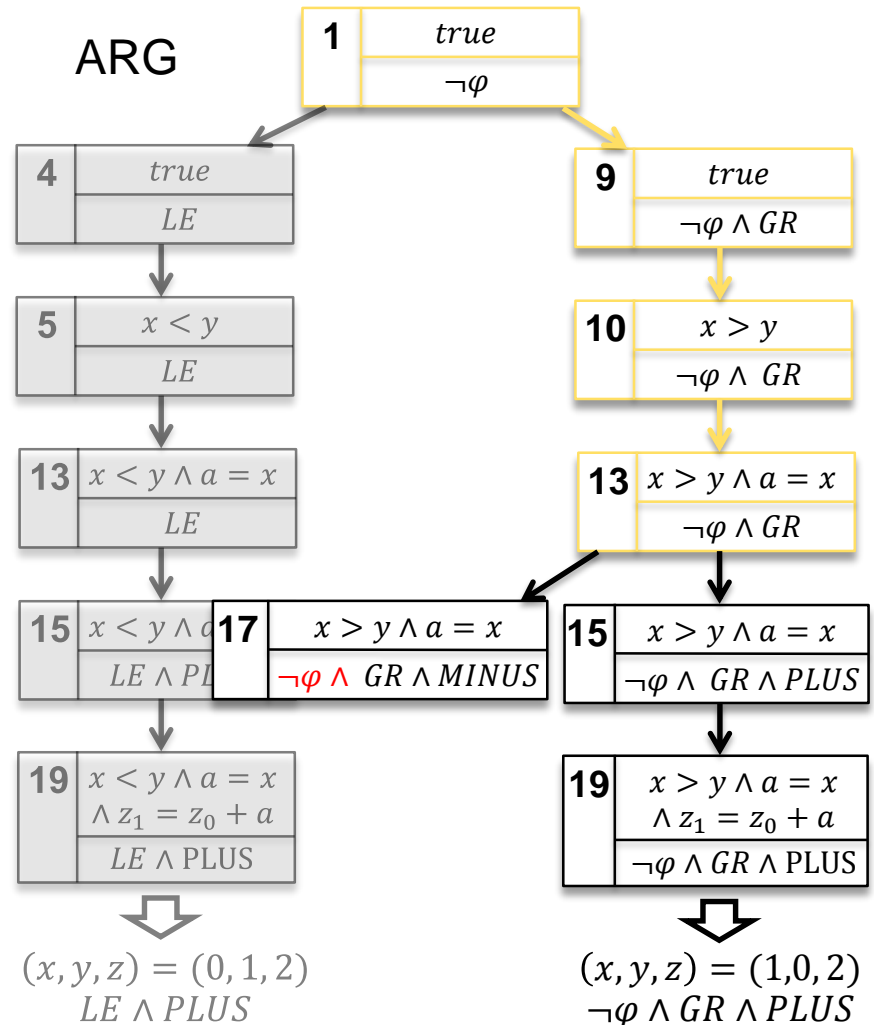 ARG
1
true
¬φ
4
true
LE
9
true
¬φ ∧ GR
5
x < y
LE
10
x > y
¬φ ∧ GR
13
x < y ∧ a = x
LE
13
x > y ∧ a = x
¬φ ∧ GR
15
x < y ∧
LE ∧
17
x > y ∧ a = x
¬φ ∧ GR ∧ MINUS
15
x > y ∧ a = x
¬φ ∧ GR ∧ PLUS
19
x < y ∧ a = x
∧ z₁ = z₀ + a
LE ∧ PLUS
19
x > y ∧ a = x
∧ z₁ = z₀ + a
¬φ ∧ GR ∧ PLUS
(x, y, z) = (0, 1, 2)
LE ∧ PLUS
(x, y, z) = (1,0, 2)
¬φ ∧ GR ∧ PLUS